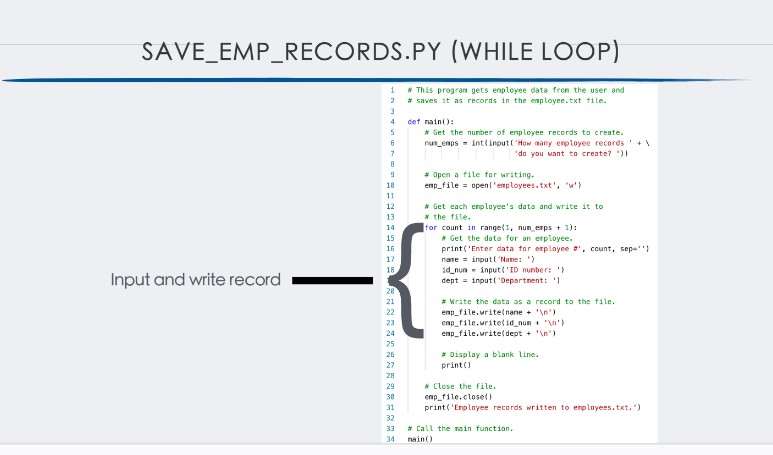 SAVE_EMP_RECORDS.PY (WHILE LOOP)
Input and write record
1 # This program gets employee data from the user and
2 # saves it as records in the employee.txt file.
3
4 def main():
5     # Get the number of employee records to create.
6     num_emps = int(input('How many employee records ' + \
7                          'do you want to create? '))
8
9     # Open a file for writing.
10     emp_file = open('employees.txt', 'w')
11
12     # Get each employee's data and write it to
13     # the file.
14     for count in range(1, num_emps + 1):
15         # Get the data for an employee.
16         print('Enter data for employee #', count, sep='')
17         name = input('Name: ')
18         id_num = input('ID number: ')
19         dept = input('Department: ')
20
21         # Write the data as a record to the file.
22         emp_file.write(name + '\n')
23         emp_file.write(id_num + '\n')
24         emp_file.write(dept + '\n')
25
26         # Display a blank line.
27         print()
28
29     # Close the file.
30     emp_file.close()
31     print('Employee records written to employees.txt.')
32
33 # Call the main function.
34 main()